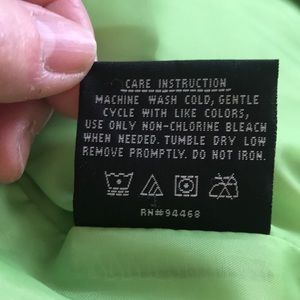 CARE INSTRUCTION
MACHINE WASH COLD, GENTLE
CYCLE WITH LIKE COLORS,
USE ONLY NON-CHLORINE BLEACH
WHEN NEEDED. TUMBLE DRY LOW
REMOVE PROMPTLY. DO NOT IRON.
RN#94468